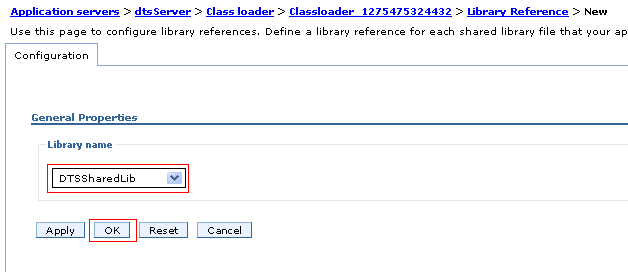 Application servers > dtsServer > Class loader > Classloader_1275475324432 > Library Reference > New
Use this page to configure library references. Define a library reference for each shared library file that your ap
Configuration
General Properties
Library name
DTSSharedLib
Apply OK Reset Cancel